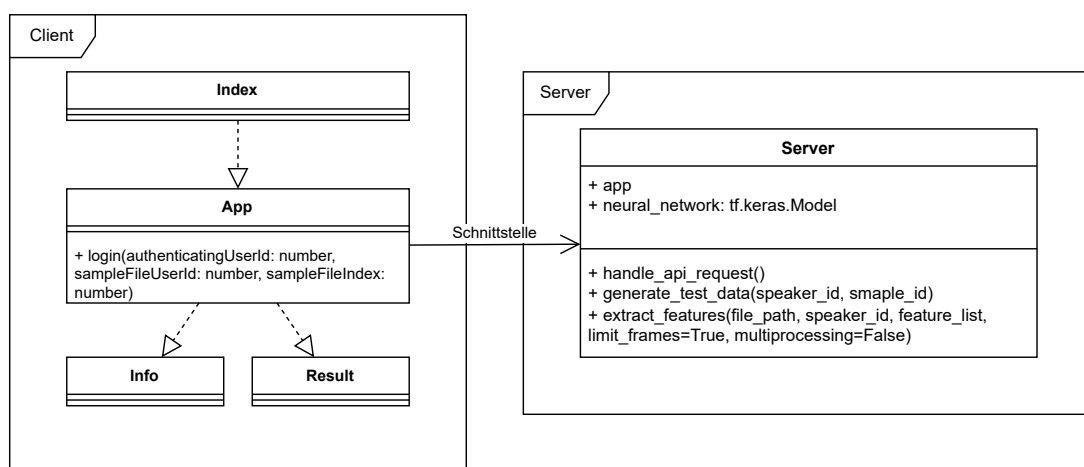 Client
Index
App
+ login(authenticatingUserId: number,
sampleFileUserId: number, sampleFileIndex:
number)
Info
Result
Schnittstelle
Server
Server
+ app
+ neural_network: tf.keras.Model
+ handle_api_request()
+ generate_test_data(speaker_id, smaple_id)
+ extract_features(file_path, speaker_id, feature_list,
limit_frames=True, multiprocessing=False)